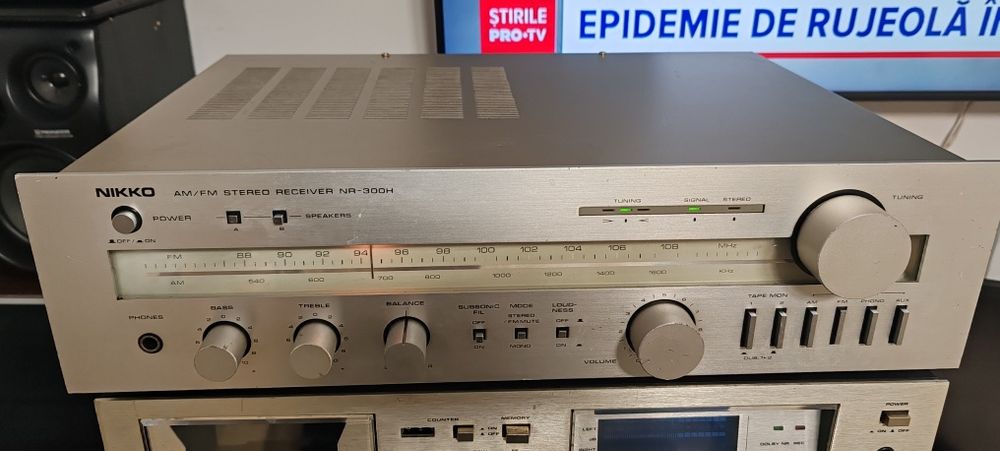 ȘTIRILE
PRO•TV
EPIDEMIE DE RUJEOLĂ Î
NIKKO AM/FM STEREO RECEIVER NR-300H
POWER
OFF / ON
A B SPEAKERS
TUNING SIGNAL STEREO
TUNING
FM 88 90 92 94 96 98 100 102 104 106 108 MHz
AM 540 600 700 800 1000 1200 1400 1600 KHz
PHONES
BASS
TREBLE
BALANCE
L R
SUBSONIC
FIL
OFF
ON
MODE
STEREO
/FM MUTE
MONO
LOUD-
NESS
OFF
ON
VOLUME
TAPE MON
1 2 AM FM PHONO AUX
DUB 1▸2
COUNTER
MEMORY
ON
OFF
LEFT
dB
RIGHT
DOLBY NR REC
POWER
ON OFF